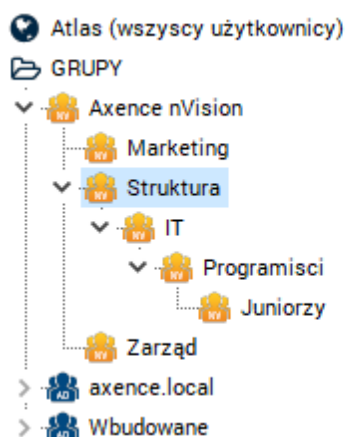 Atlas (wszyscy użytkownicy)
GRUPY
Axence nVision
Marketing
Struktura
IT
Programisci
Juniorzy
Zarząd
axence.local
Wbudowane